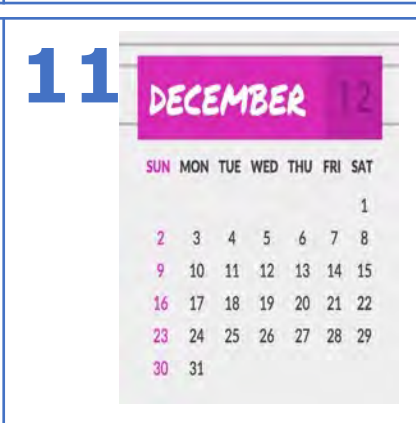 11
DECEMBER 12
SUN MON TUE WED THU FRI SAT
1
2 3 4 5 6 7 8
9 10 11 12 13 14 15
16 17 18 19 20 21 22
23 24 25 26 27 28 29
30 31